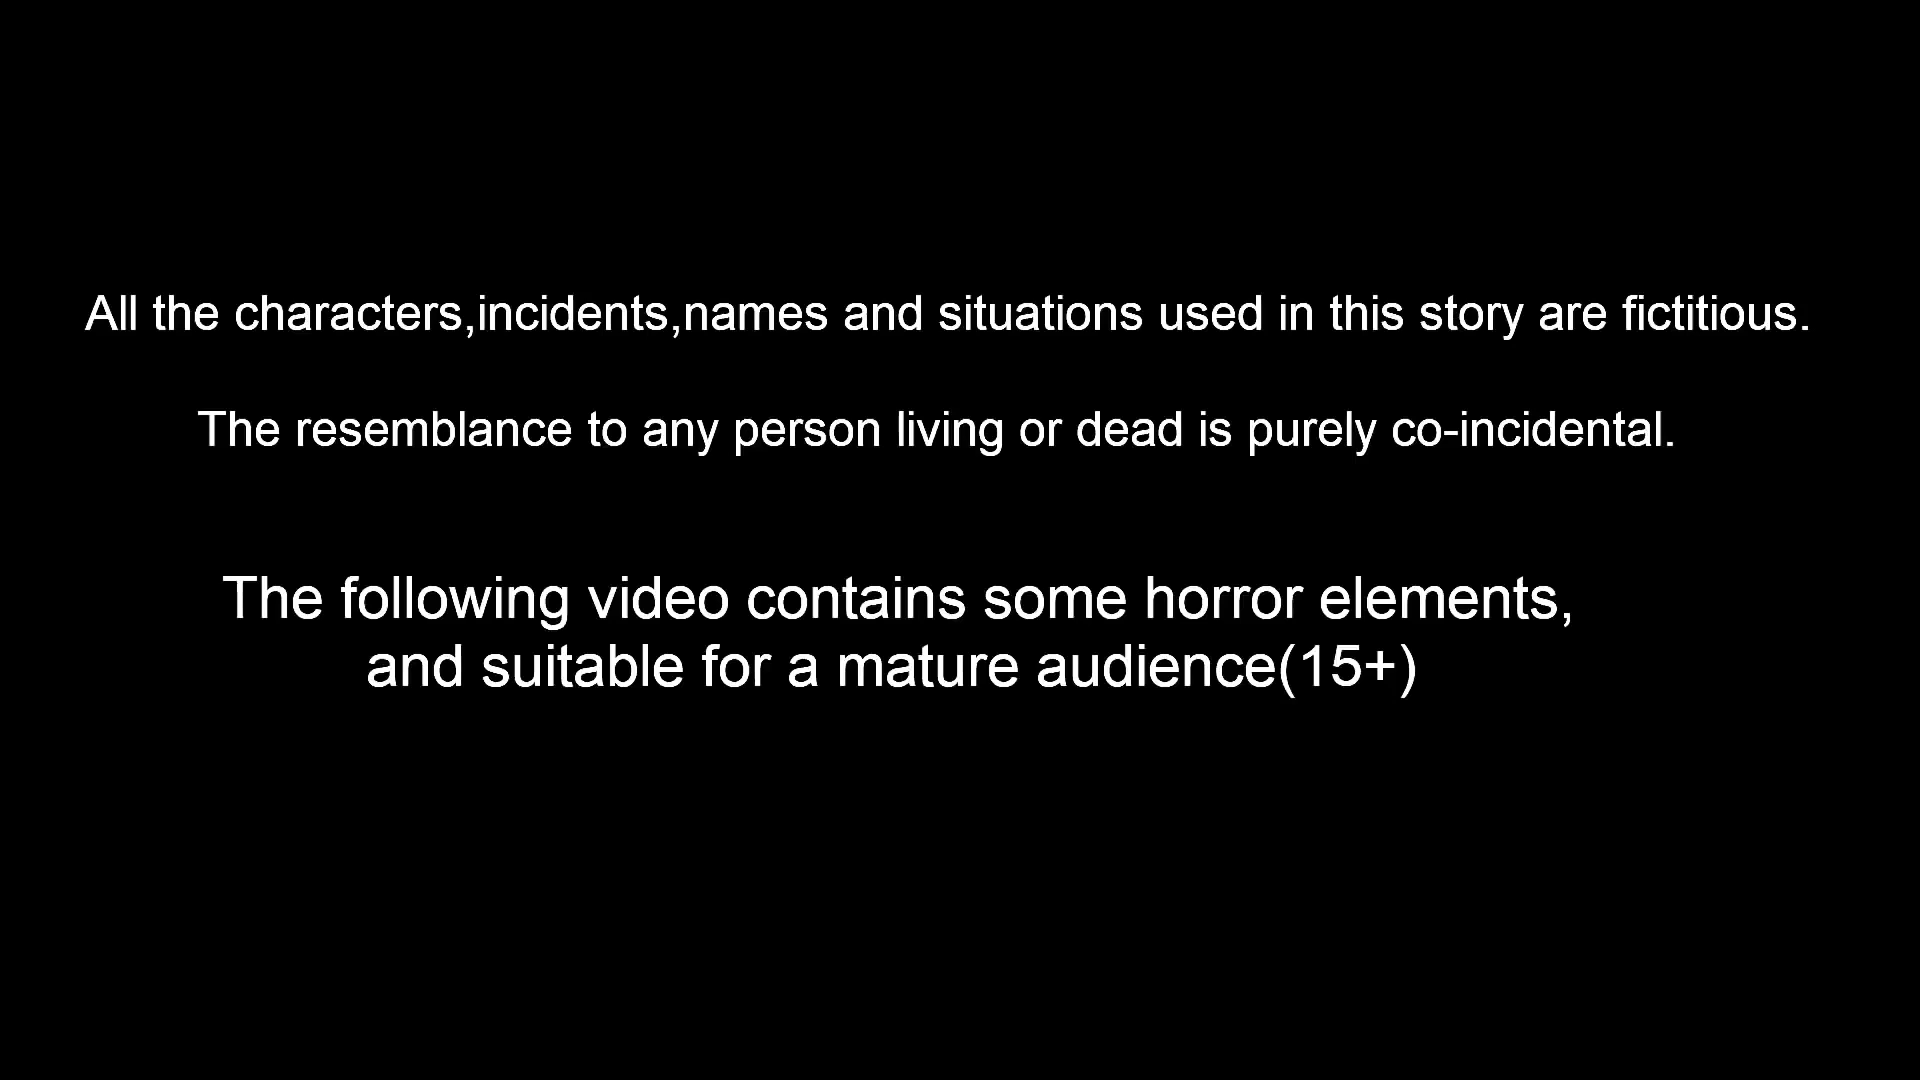 All the characters,incidents,names and situations used in this story are fictitious.
The resemblance to any person living or dead is purely co-incidental.
The following video contains some horror elements,
and suitable for a mature audience(15+)